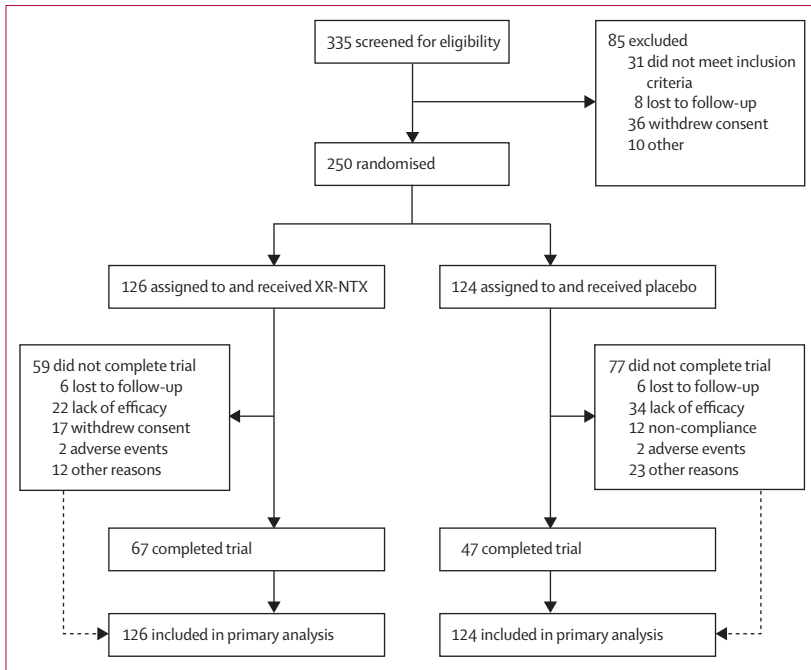 335 screened for eligibility
85 excluded
31 did not meet inclusion
criteria
8 lost to follow-up
36 withdrew consent
10 other
250 randomised
126 assigned to and received XR-NTX
124 assigned to and received placebo
59 did not complete trial
6 lost to follow-up
22 lack of efficacy
17 withdrew consent
2 adverse events
12 other reasons
77 did not complete trial
6 lost to follow-up
34 lack of efficacy
12 non-compliance
2 adverse events
23 other reasons
67 completed trial
47 completed trial
126 included in primary analysis
124 included in primary analysis